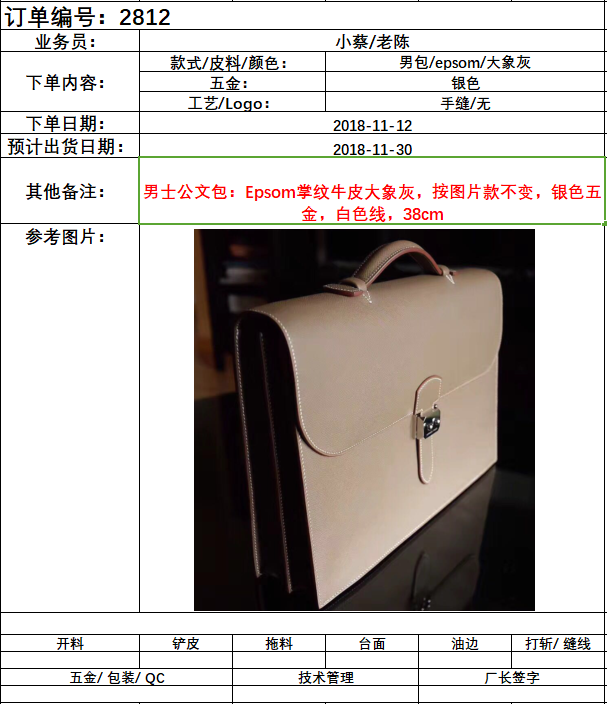 订单编号：2812
业务员： 小蔡/老陈
下单内容： 款式/皮料/颜色： 男包/epsom/大象灰
五金： 银色
工艺/Logo： 手缝/无
下单日期： 2018-11-12
预计出货日期： 2018-11-30
其他备注： 男士公文包：Epsom掌纹牛皮大象灰，按图片款不变，银色五
金，白色线，38cm
参考图片：
开料 铲皮 拖料 台面 油边 打斩/ 缝线
五金/ 包装/ QC 技术管理 厂长签字